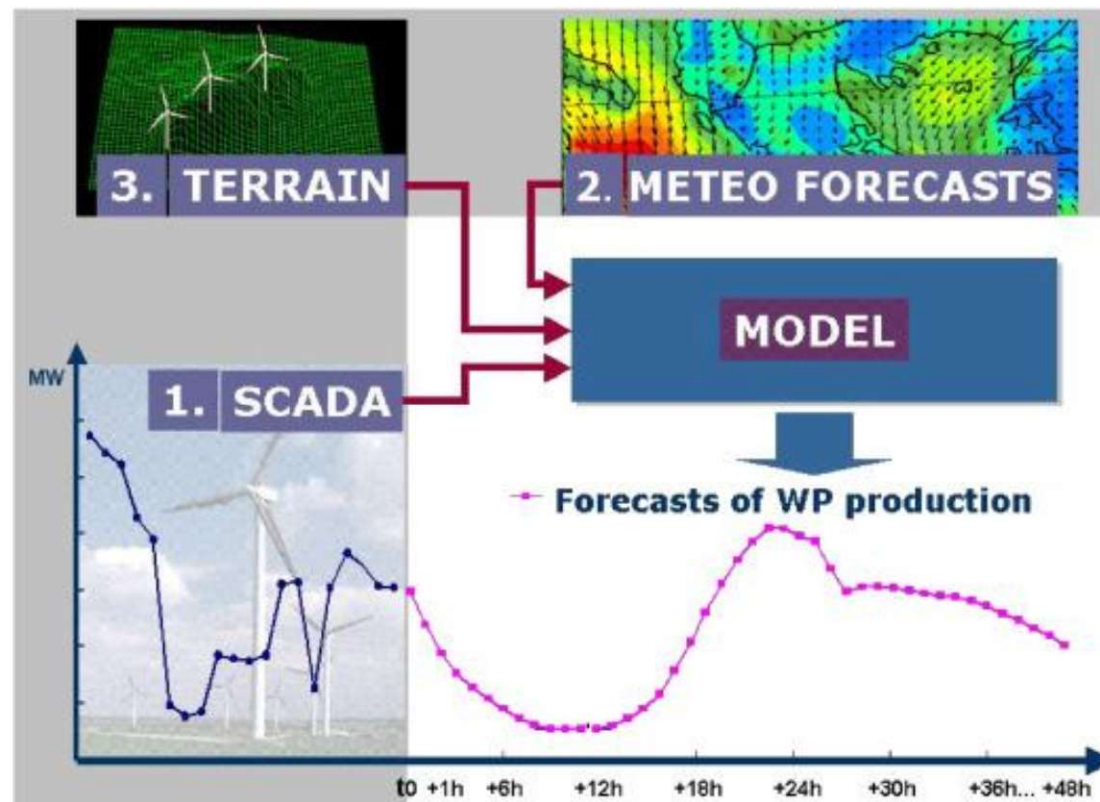 3. TERRAIN
2. METEO FORECASTS
MODEL
MW
1. SCADA
Forecasts of WP production
to +1h +6h +12h +18h +24h +30h +36h... +48h